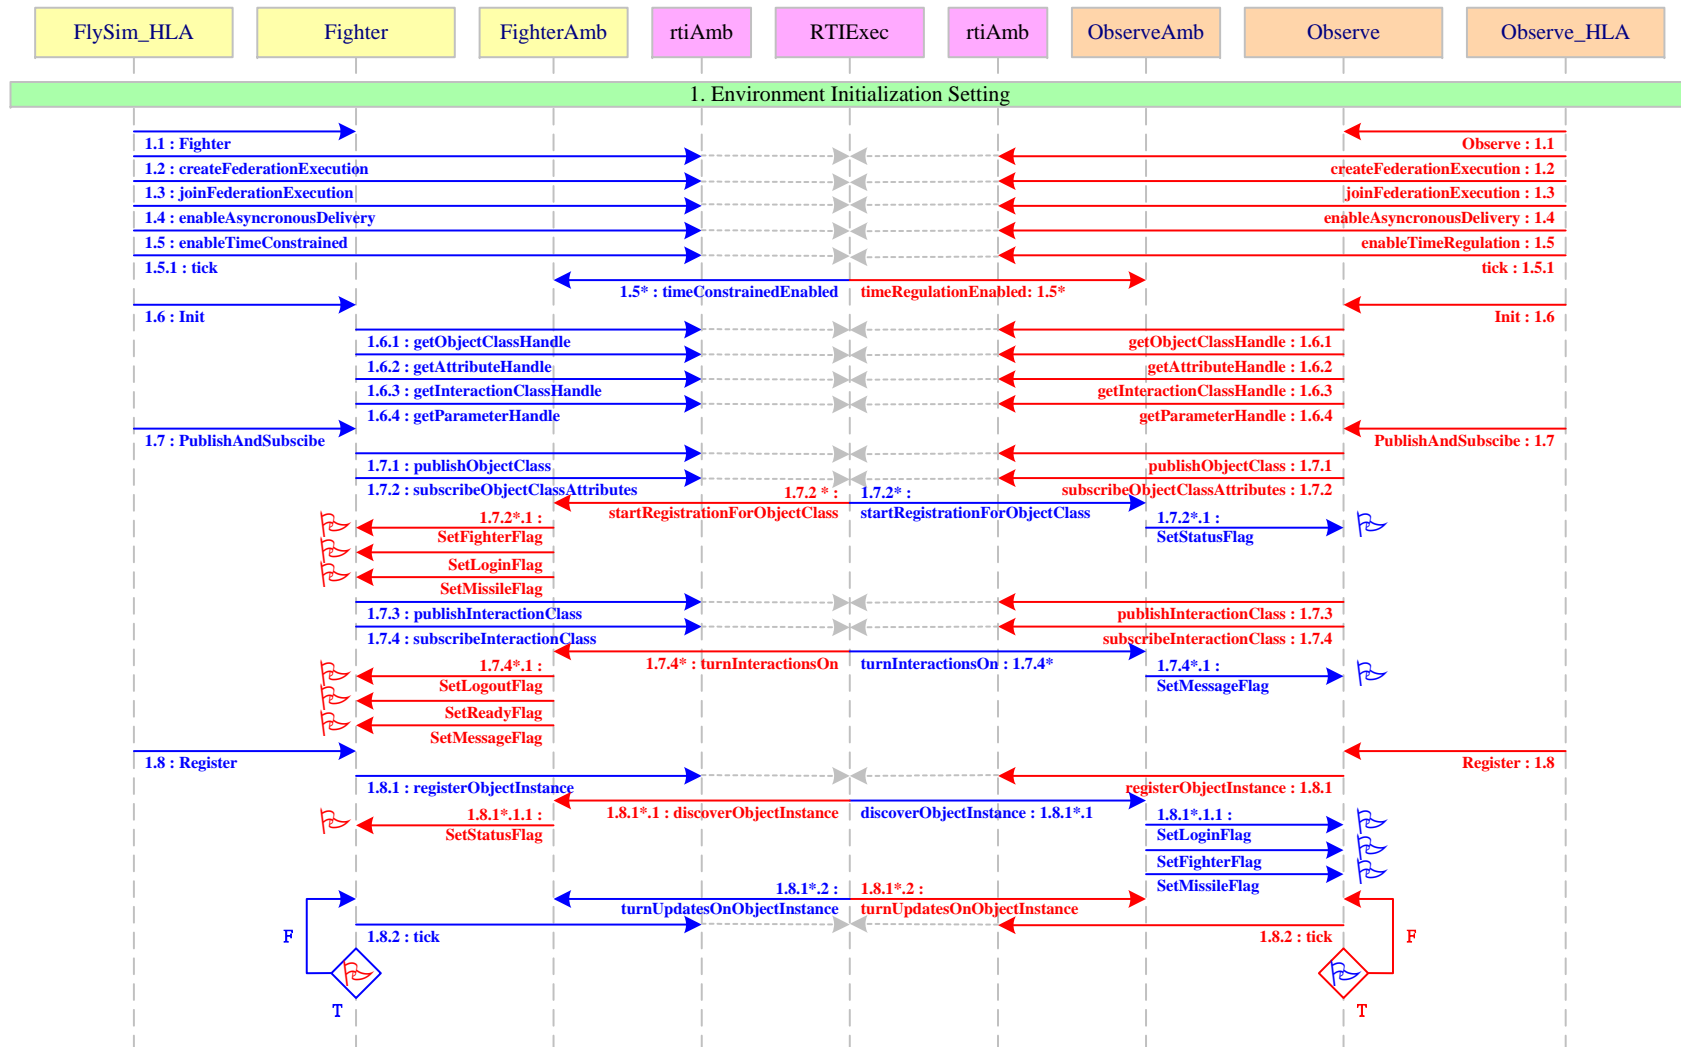 FlySim_HLA
Fighter
FighterAmb
rtiAmb
RTIExec
rtiAmb
ObserveAmb
Observe
Observe_HLA
1. Environment Initialization Setting
1.1 : Fighter
Observe : 1.1
1.2 : createFederationExecution
createFederationExecution : 1.2
1.3 : joinFederationExecution
joinFederationExecution : 1.3
1.4 : enableAsyncronousDelivery
enableAsyncronousDelivery : 1.4
1.5 : enableTimeConstrained
enableTimeRegulation : 1.5
1.5.1 : tick
tick : 1.5.1
1.5* : timeConstrainedEnabled
timeRegulationEnabled: 1.5*
1.6 : Init
Init : 1.6
1.6.1 : getObjectClassHandle
getObjectClassHandle : 1.6.1
1.6.2 : getAttributeHandle
getAttributeHandle : 1.6.2
1.6.3 : getInteractionClassHandle
getInteractionClassHandle : 1.6.3
1.6.4 : getParameterHandle
getParameterHandle : 1.6.4
1.7 : PublishAndSubscibe
PublishAndSubscibe : 1.7
1.7.1 : publishObjectClass
publishObjectClass : 1.7.1
1.7.2 : subscribeObjectClassAttributes
subscribeObjectClassAttributes : 1.7.2
1.7.2 * :
startRegistrationForObjectClass
1.7.2* :
startRegistrationForObjectClass
1.7.2*.1 :
SetFighterFlag
1.7.2*.1 :
SetStatusFlag
SetLoginFlag
SetMissileFlag
1.7.3 : publishInteractionClass
publishInteractionClass : 1.7.3
1.7.4 : subscribeInteractionClass
subscribeInteractionClass : 1.7.4
1.7.4* : turnInteractionsOn
turnInteractionsOn : 1.7.4*
1.7.4*.1 :
SetLogoutFlag
1.7.4*.1 :
SetMessageFlag
SetReadyFlag
SetMessageFlag
1.8 : Register
Register : 1.8
1.8.1 : registerObjectInstance
registerObjectInstance : 1.8.1
1.8.1*.1 : discoverObjectInstance
discoverObjectInstance : 1.8.1*.1
1.8.1*.1.1 :
SetStatusFlag
1.8.1*.1.1 :
SetLoginFlag
SetFighterFlag
SetMissileFlag
1.8.1*.2 :
turnUpdatesOnObjectInstance
1.8.1*.2 :
turnUpdatesOnObjectInstance
1.8.2 : tick
1.8.2 : tick
F
F
T
T